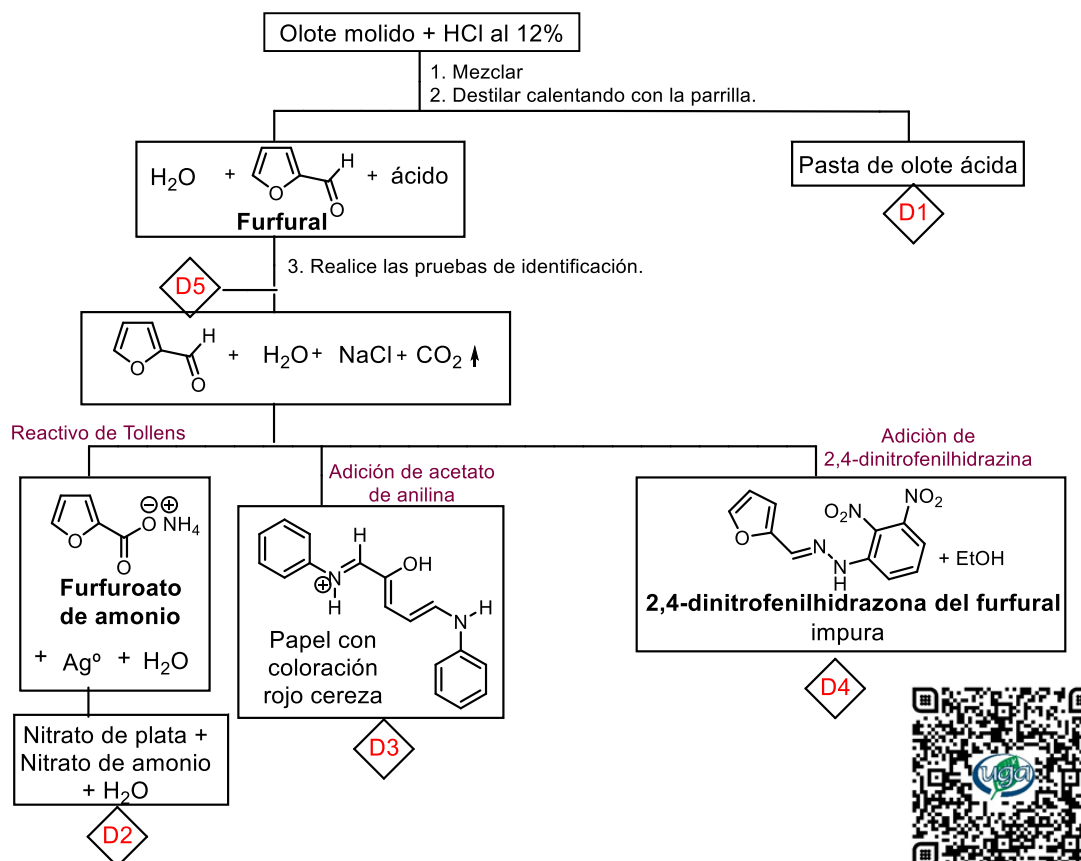 Olote molido + HCl al 12%
1. Mezclar
2. Destilar calentando con la parrilla.
H₂O + O H O + ácido
Furfural
Pasta de olote ácida
D1
3. Realice las pruebas de identificación.
D5
O H O + H₂O + NaCl + CO₂
Reactivo de Tollens
O O O ⊖ ⊕ NH₄
Furfuroato
de amonio
+ Agº + H₂O
Nitrato de plata +
Nitrato de amonio
+ H₂O
D2
Adición de acetato
de anilina
H
OH
N
⊕
H
H
N
Papel con
coloración
rojo cereza
D3
Adiciòn de
2,4-dinitrofenilhidrazina
NO₂
O₂N
O
N
N
H
+ EtOH
2,4-dinitrofenilhidrazona del furfural
impura
D4
uga